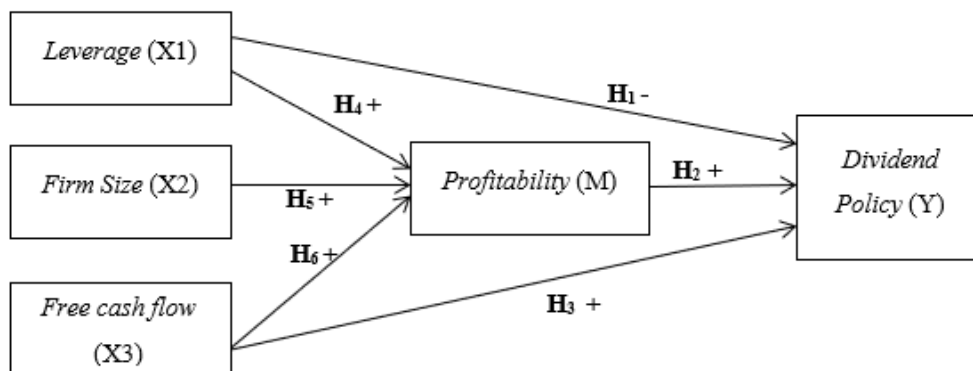 Leverage (X1)
H1 -
H4 +
Firm Size (X2)
H5 +
Profitability (M)
H2 +
Dividend
Policy (Y)
H6 +
Free cash flow
(X3)
H3 +